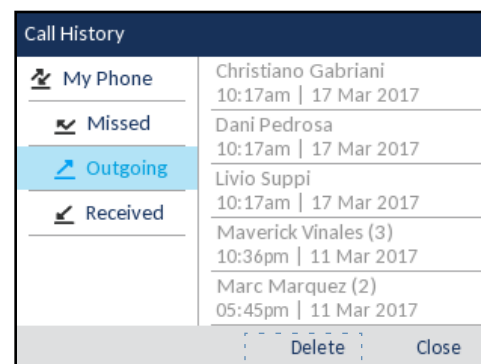 Call History
My Phone
Missed
Outgoing
Received
Christiano Gabriani
10:17am | 17 Mar 2017
Dani Pedrosa
10:17am | 17 Mar 2017
Livio Suppi
10:17am | 17 Mar 2017
Maverick Vinales (3)
10:36pm | 11 Mar 2017
Marc Marquez (2)
05:45pm | 11 Mar 2017
Delete
Close